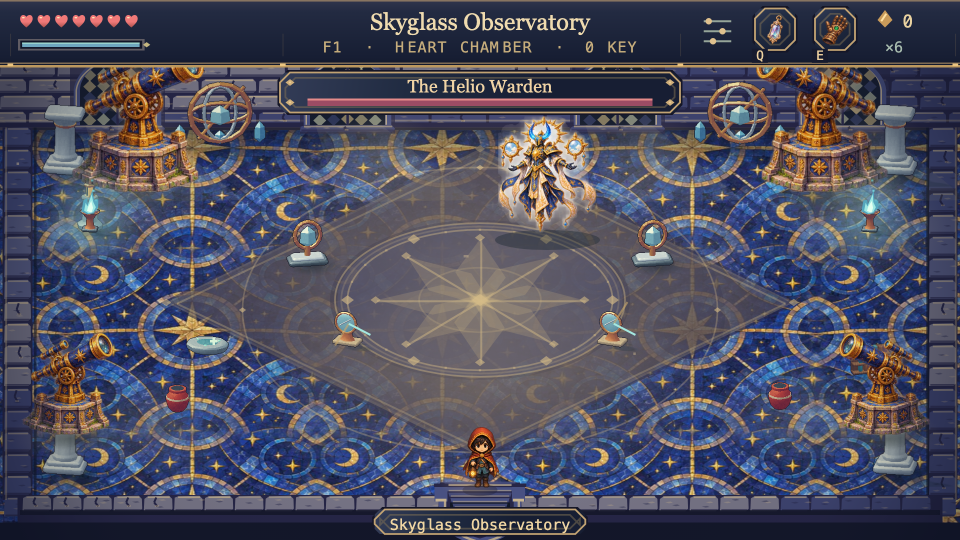 Skyglass Observatory
F1 · HEART CHAMBER · 0 KEY
Q
E
0
×6
The Helio Warden
Skyglass Observatory